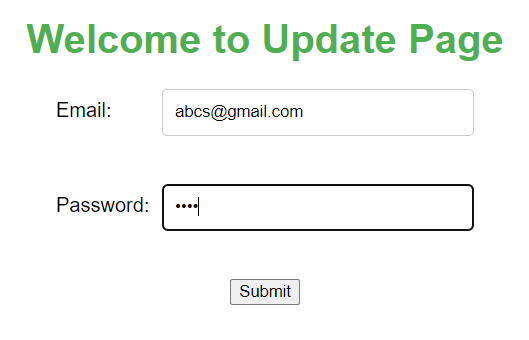 Welcome to Update Page
Email: abcs@gmail.com
Password: ••••
Submit